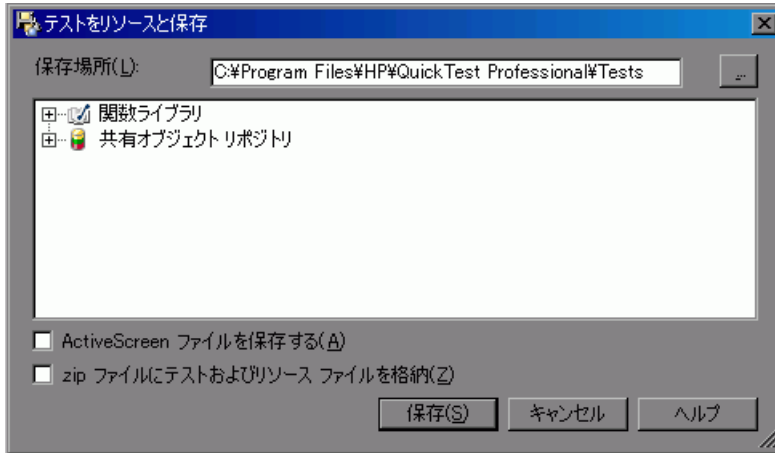 テストをリソースと保存
保存場所(L): C:¥Program Files¥HP¥QuickTest Professional¥Tests ...
関数ライブラリ
共有オブジェクト リポジトリ
ActiveScreen ファイルを保存する(A)
zip ファイルにテストおよびリソース ファイルを格納(Z)
保存(S) キャンセル ヘルプ